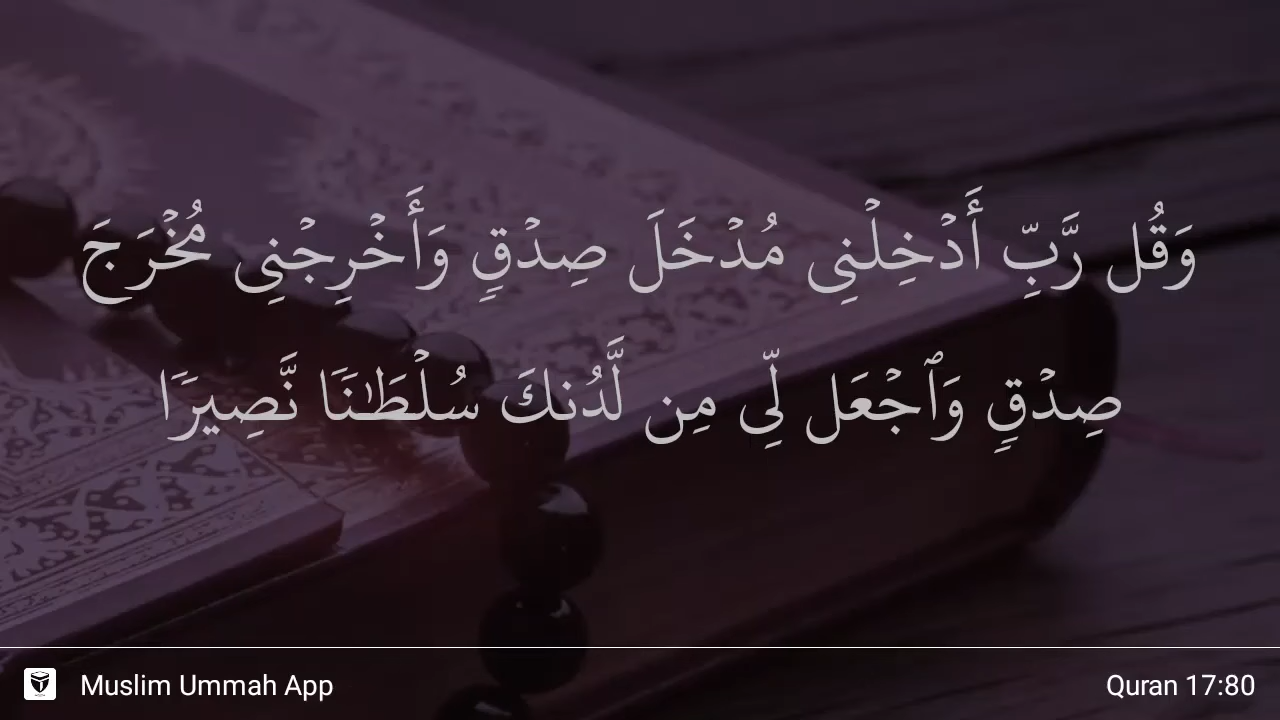 وَقُل رَّبِّ أَدۡخِلۡنِي مُدۡخَلَ صِدۡقٖ وَأَخۡرِجۡنِي مُخۡرَجَ
صِدۡقٖ وَٱجۡعَل لِّي مِن لَّدُنكَ سُلۡطَٰنٗا نَّصِيرٗا
Muslim Ummah App
Quran 17:80